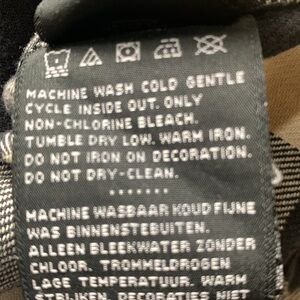 MACHINE WASH COLD GENTLE
CYCLE INSIDE OUT. ONLY
NON-CHLORINE BLEACH.
TUMBLE DRY LOW. WARM IRON.
DO NOT IRON ON DECORATION.
DO NOT DRY-CLEAN.
.......
MACHINE WASBAAR KOUD FIJNE
WAS BINNENSTEBUITEN.
ALLEEN BLEEKWATER ZONDER
CHLOOR. TROMMELDROGEN
LAGE TEMPERATUUR. WARM
STRIJKEN. DECORATIES NIET